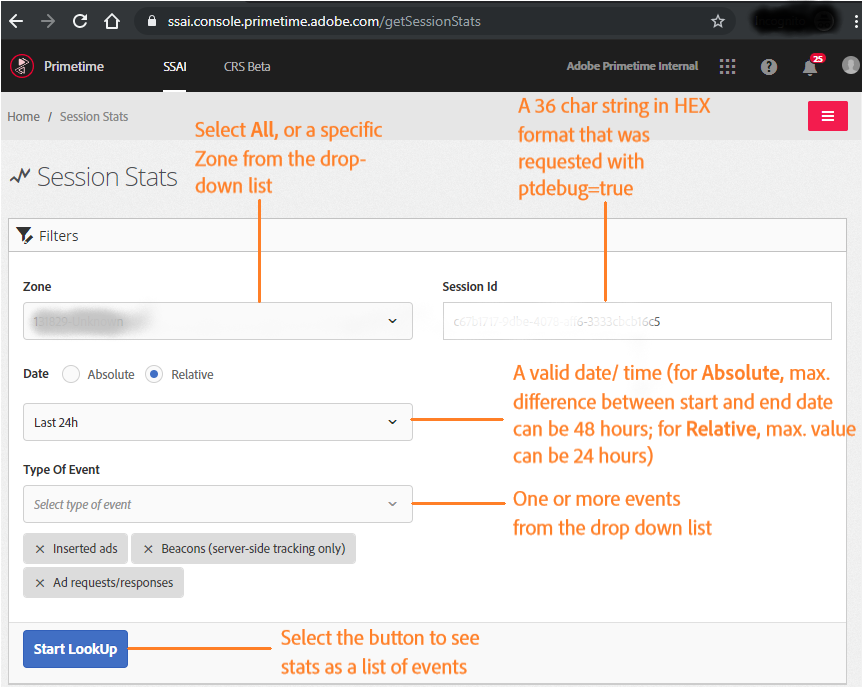 ssai.console.primetime.adobe.com/getSessionStats
Primetime SSAI CRS Beta Adobe Primetime Internal 25
Home / Session Stats
Session Stats
Select All, or a specific
Zone from the drop-
down list
A 36 char string in HEX
format that was
requested with
ptdebug=true
Filters
Zone
Session Id
Date Absolute Relative
Last 24h
A valid date/ time (for Absolute, max.
difference between start and end date
can be 48 hours; for Relative, max. value
can be 24 hours)
Type Of Event
Select type of event
One or more events
from the drop down list
× Inserted ads × Beacons (server-side tracking only)
× Ad requests/responses
Start LookUp
Select the button to see
stats as a list of events